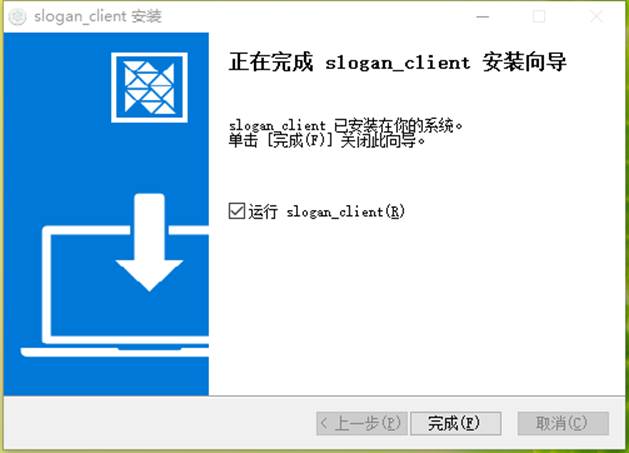 slogan_client 安装
正在完成 slogan_client 安装向导
slogan_client 已安装在你的系统。
单击 [完成(F)] 关闭此向导。
运行 slogan_client(R)
< 上一步(P)
完成(F)
取消(C)